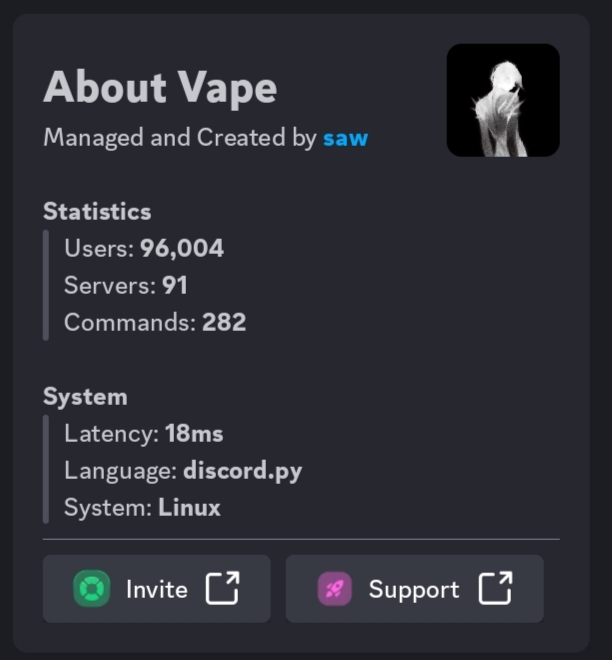 About Vape
Managed and Created by saw
Statistics
Users: 96,004
Servers: 91
Commands: 282
System
Latency: 18ms
Language: discord.py
System: Linux
Invite
Support